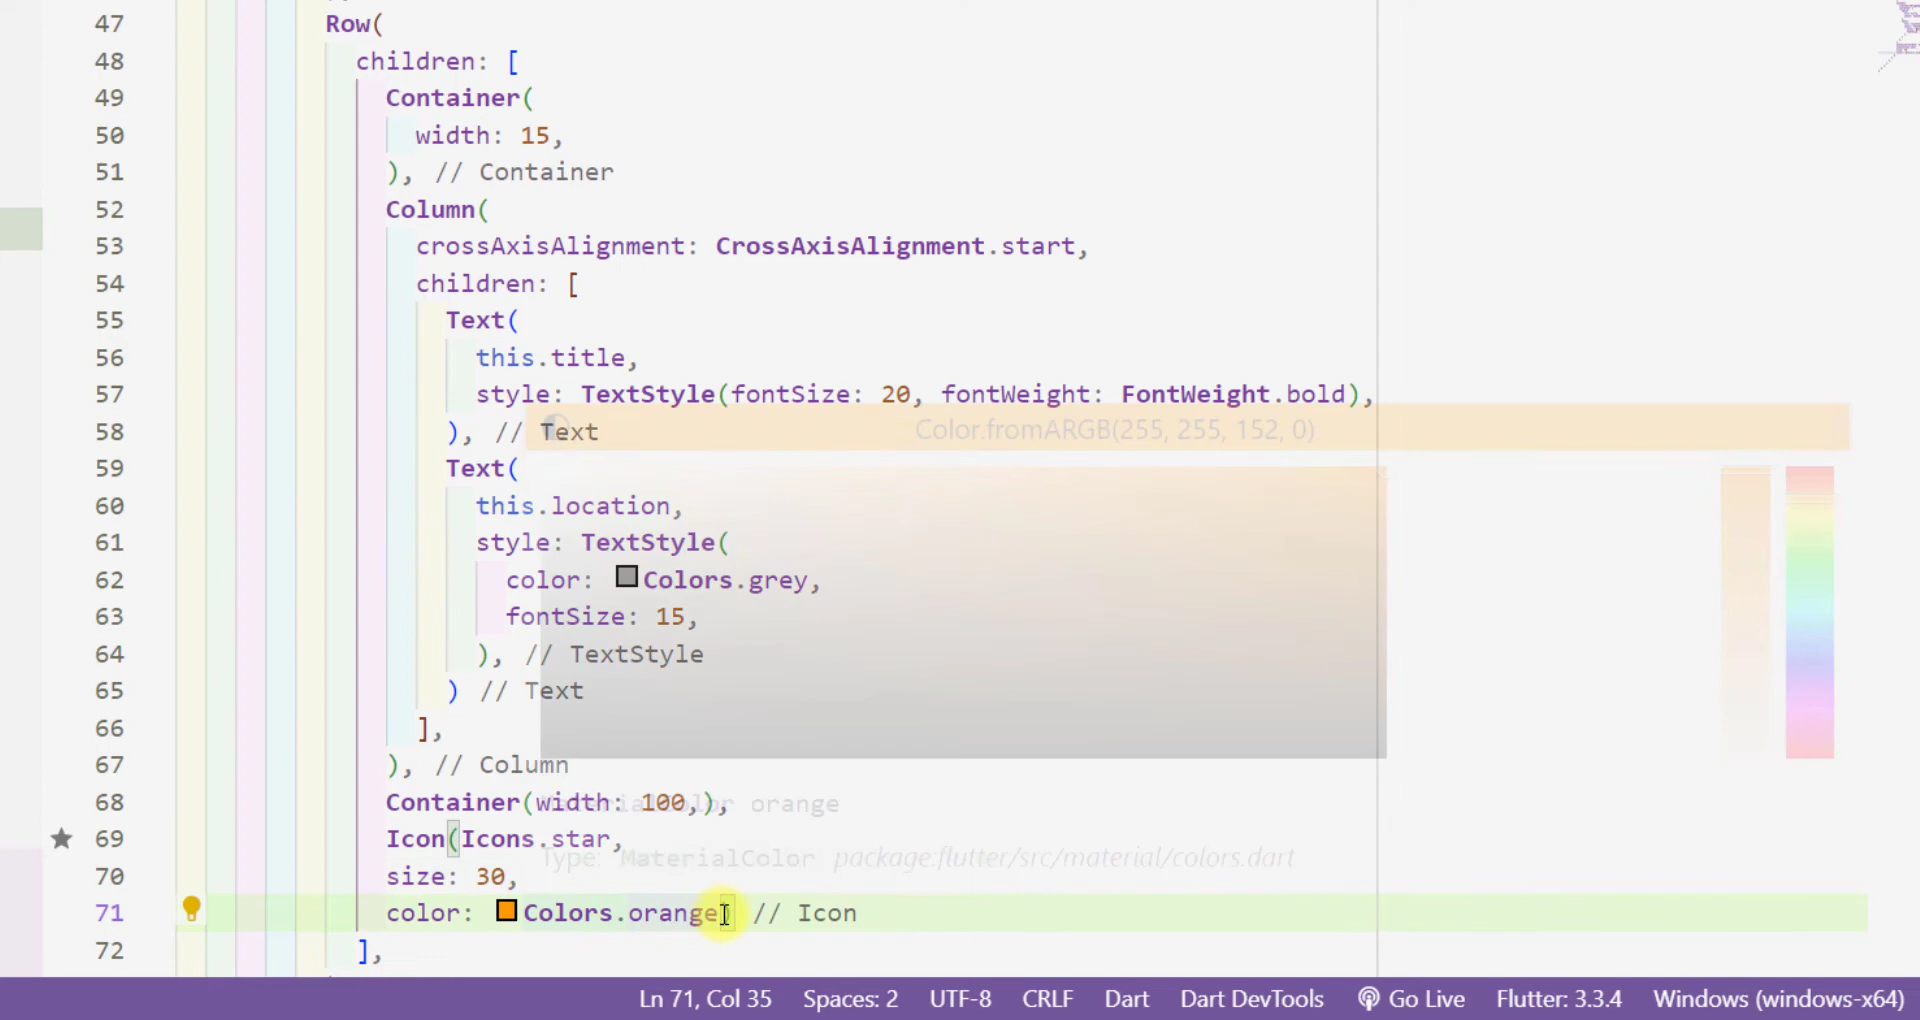 47 Row(
48 children: [
49 Container(
50 width: 15,
51 ), // Container
52 Column(
53 crossAxisAlignment: CrossAxisAlignment.start,
54 children: [
55 Text(
56 this.title,
57 style: TextStyle(fontSize: 20, fontWeight: FontWeight.bold),
58 ), // Text
Color.fromARGB(255, 255, 152, 0)
59 Text(
60 this.location,
61 style: TextStyle(
62 color: Colors.grey,
63 fontSize: 15,
64 ), // TextStyle
65 ) // Text
66 ],
67 ), // Column
68 Container(width: 100,),
MaterialColor orange
69 Icon(Icons.star,
Type: MaterialColor package:flutter/src/material/colors.dart
70 size: 30,
71 color: Colors.orange) // Icon
72 ],
Ln 71, Col 35 Spaces: 2 UTF-8 CRLF Dart Dart DevTools Go Live Flutter: 3.3.4 Windows (windows-x64)